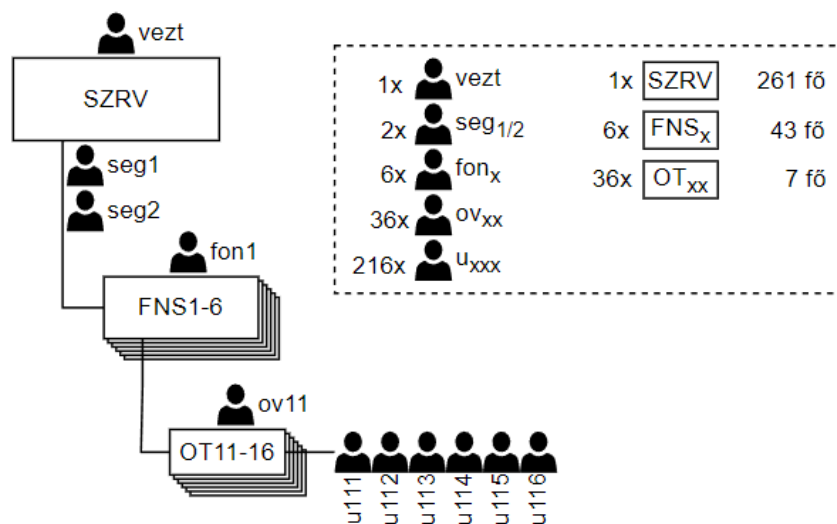 vezt
SZRV
seg1
seg2
fon1
FNS1-6
ov11
OT11-16
u111
u112
u113
u114
u115
u116
1x vezt 1x SZRV 261 fő
2x seg1/2 6x FNSx 43 fő
6x fonx 36x OTxx 7 fő
36x ovxx
216x uxxx